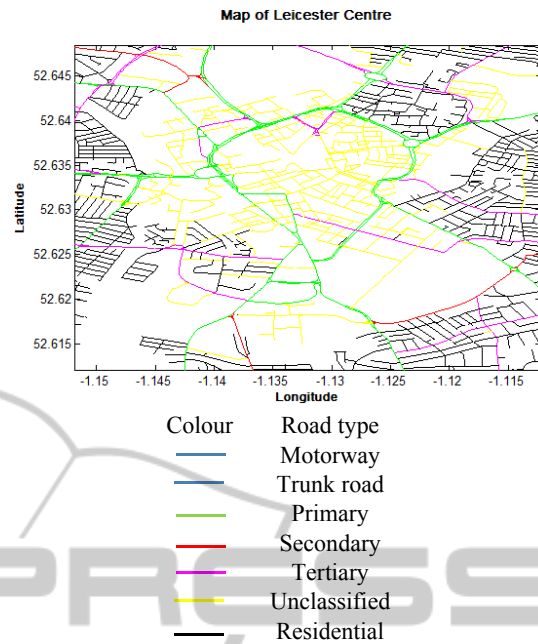 Map of Leicester Centre
Latitude
52.645
52.64
52.635
52.63
52.625
52.62
52.615
-1.15 -1.145 -1.14 -1.135 -1.13 -1.125 -1.12 -1.115
Longitude
Colour Road type
Motorway
Trunk road
Primary
Secondary
Tertiary
Unclassified
Residential
PRESS